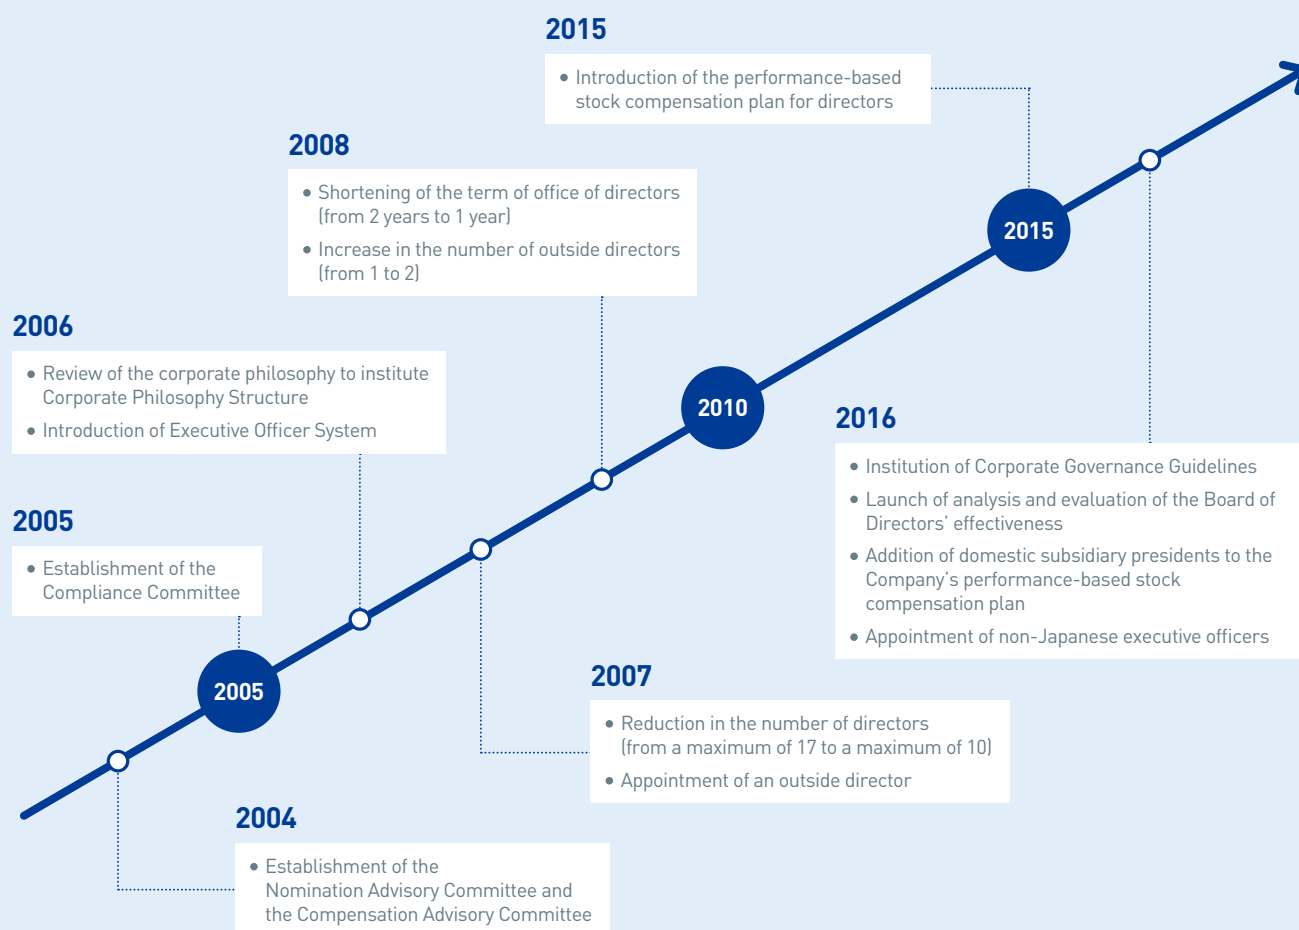 2015
• Introduction of the performance-based
stock compensation plan for directors
2008
• Shortening of the term of office of directors
(from 2 years to 1 year)
• Increase in the number of outside directors
(from 1 to 2)
2015
2006
• Review of the corporate philosophy to institute
Corporate Philosophy Structure
• Introduction of Executive Officer System
2010
2016
• Institution of Corporate Governance Guidelines
• Launch of analysis and evaluation of the Board of
Directors’ effectiveness
• Addition of domestic subsidiary presidents to the
Company’s performance-based stock
compensation plan
• Appointment of non-Japanese executive officers
2005
• Establishment of the
Compliance Committee
2005
2007
• Reduction in the number of directors
(from a maximum of 17 to a maximum of 10)
• Appointment of an outside director
2004
• Establishment of the
Nomination Advisory Committee and
the Compensation Advisory Committee